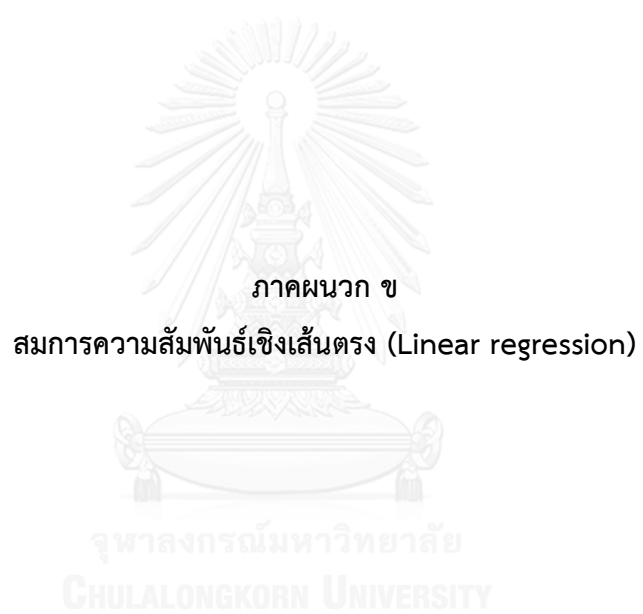 ภาคผนวก ข
สมการความสัมพันธ์เชิงเส้นตรง (Linear regression)
จุฬาลงกรณ์มหาวิทยาลัย
CHULALONGKORN UNIVERSITY